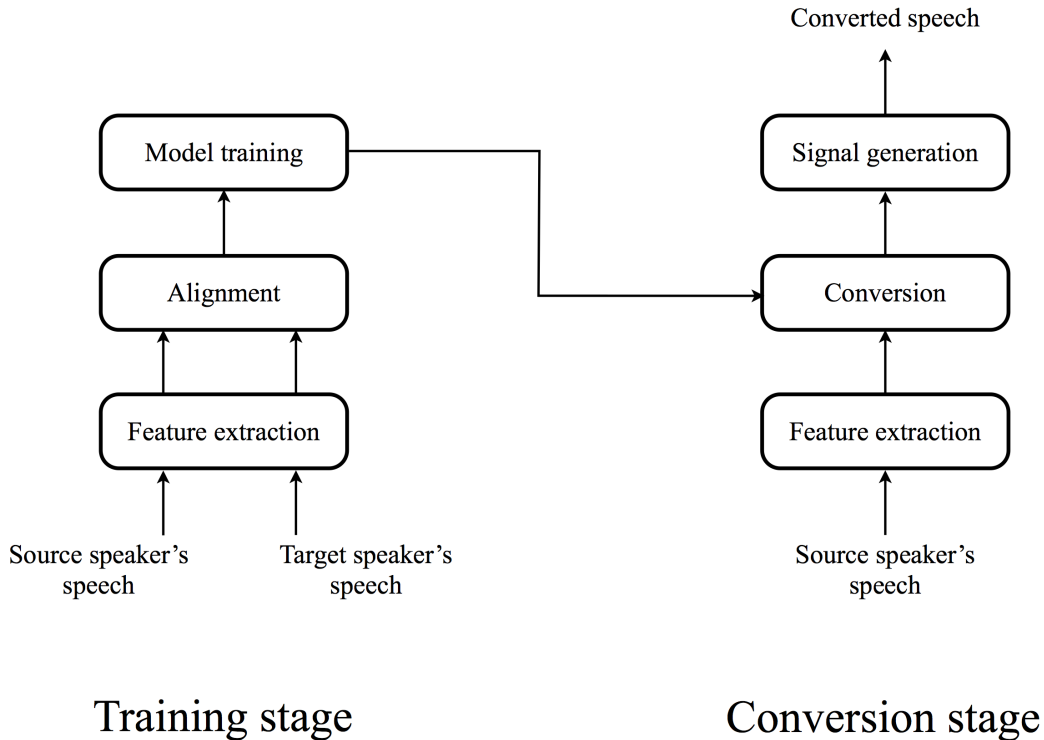 Converted speech
Model training
Signal generation
Alignment
Conversion
Feature extraction
Feature extraction
Source speaker’s
speech
Target speaker’s
speech
Source speaker’s
speech
Training stage
Conversion stage